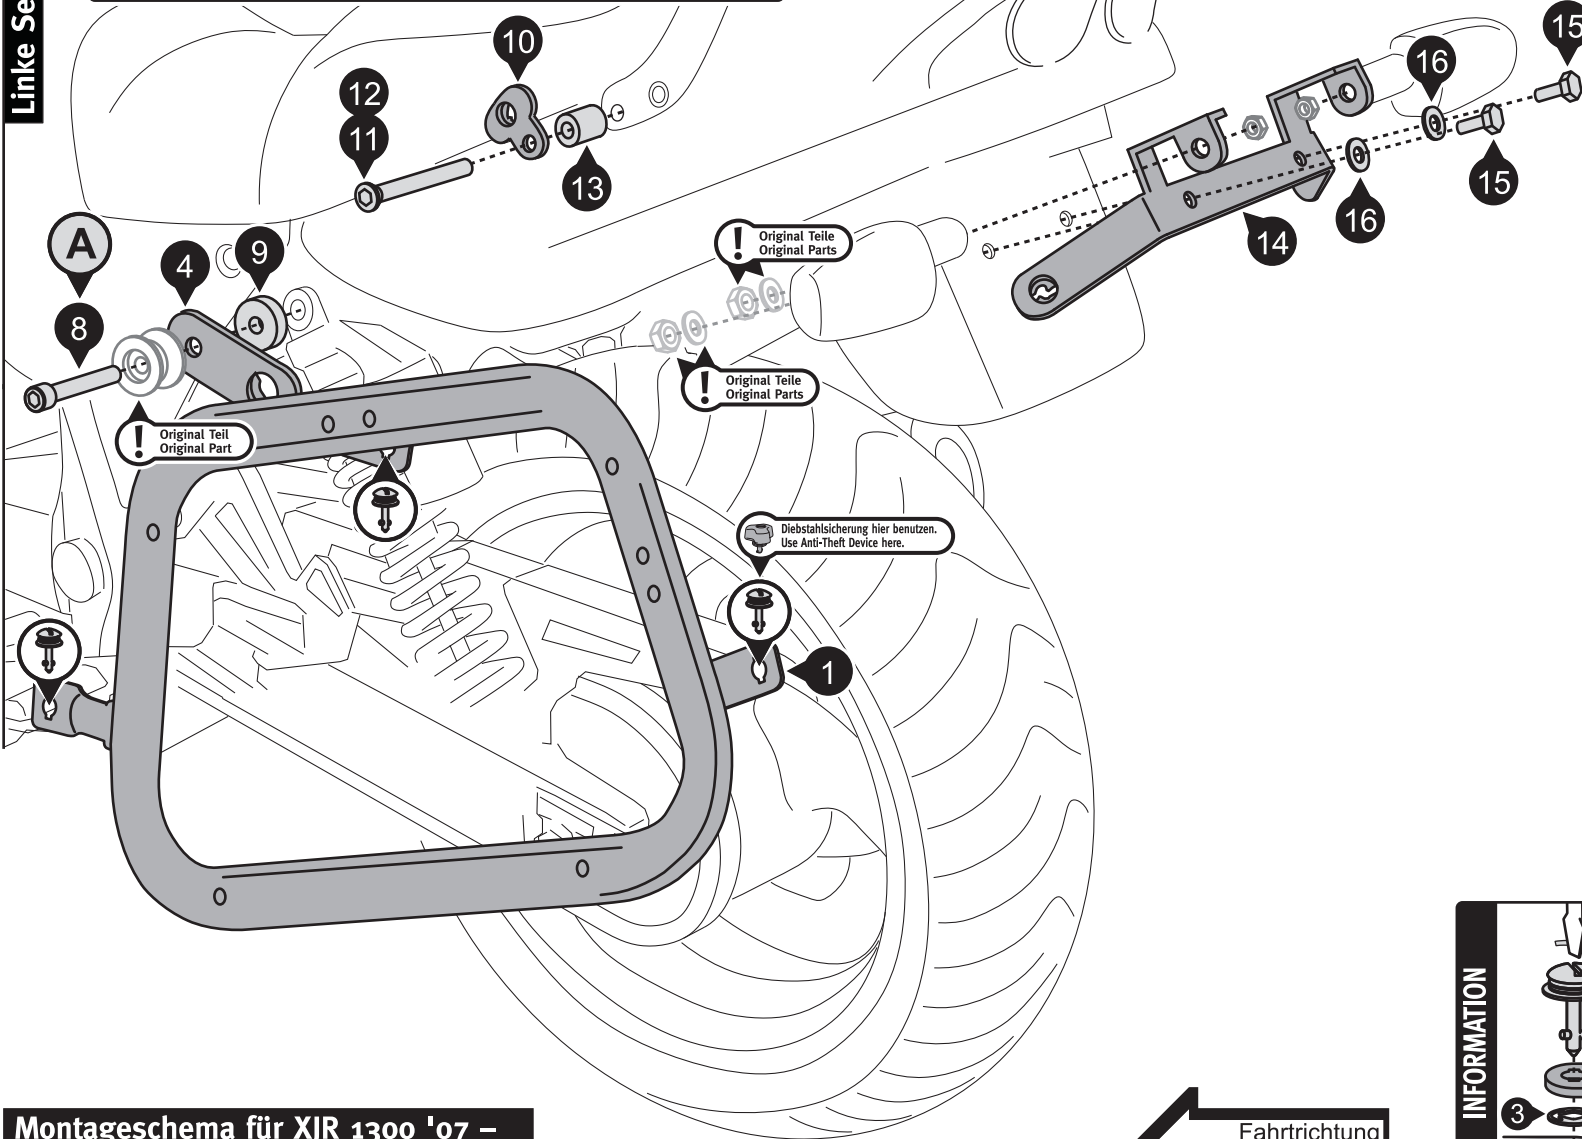 Linke Se
10
12
11
13
15
16
15
16
14
A
4
9
8
!
Original Teile
Original Parts
!
Original Teile
Original Parts
!
Original Teil
Original Part
Diebstahlsicherung hier benutzen.
Use Anti-Theft Device here.
1
INFORMATION
3
Montageschema für XJR 1300 '07 –
Fahrtrichtung